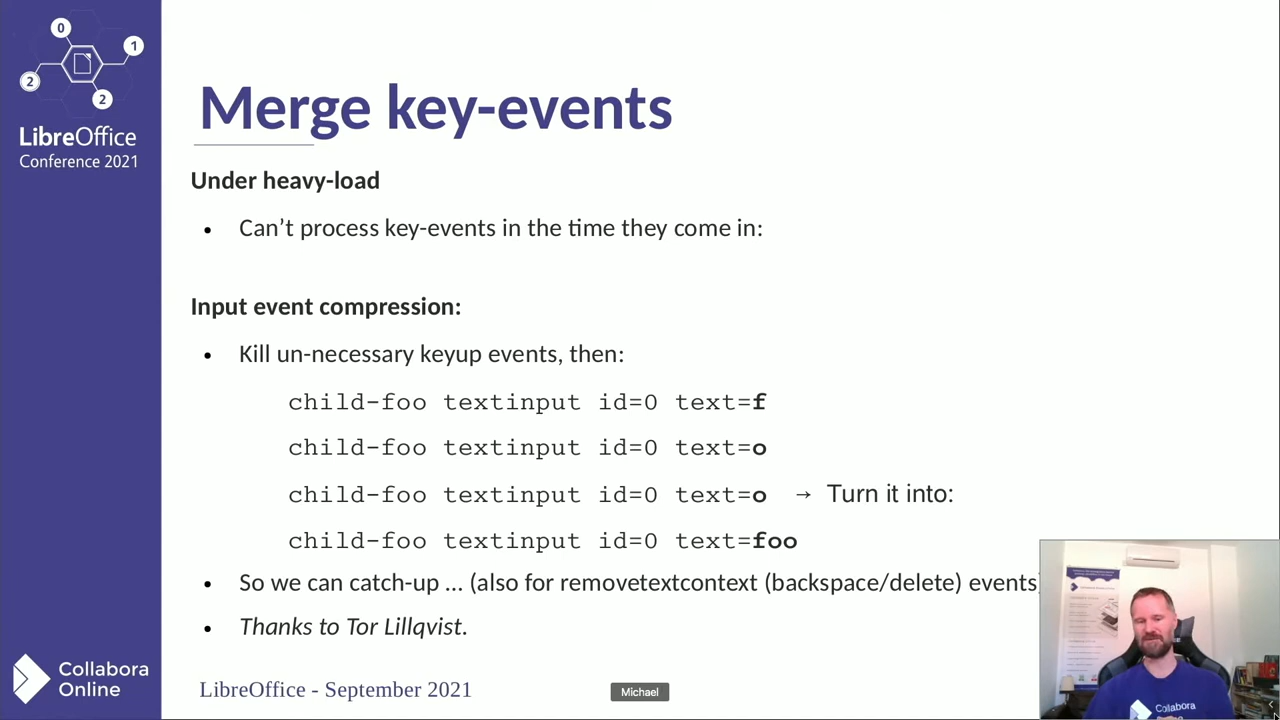 0
1
2
2
LibreOffice
Conference 2021
Merge key-events
Under heavy-load
• Can’t process key-events in the time they come in:
Input event compression:
• Kill un-necessary keyup events, then:
child-foo textinput id=0 text=f
child-foo textinput id=0 text=o
child-foo textinput id=0 text=o → Turn it into:
child-foo textinput id=0 text=foo
• So we can catch-up ... (also for removetextcontext (backspace/delete) events)
• Thanks to Tor Lillqvist.
Collabora
Online
LibreOffice - September 2021
Michael
Collabora